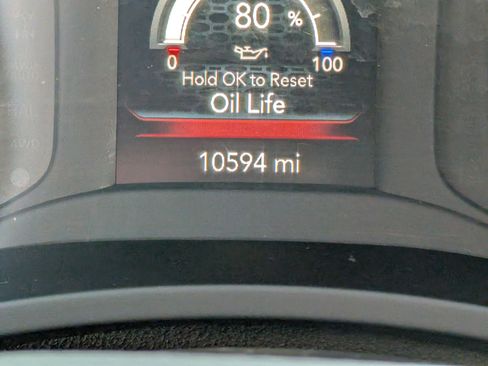 80 %
0 100
Hold OK to Reset
Oil Life
10594 mi